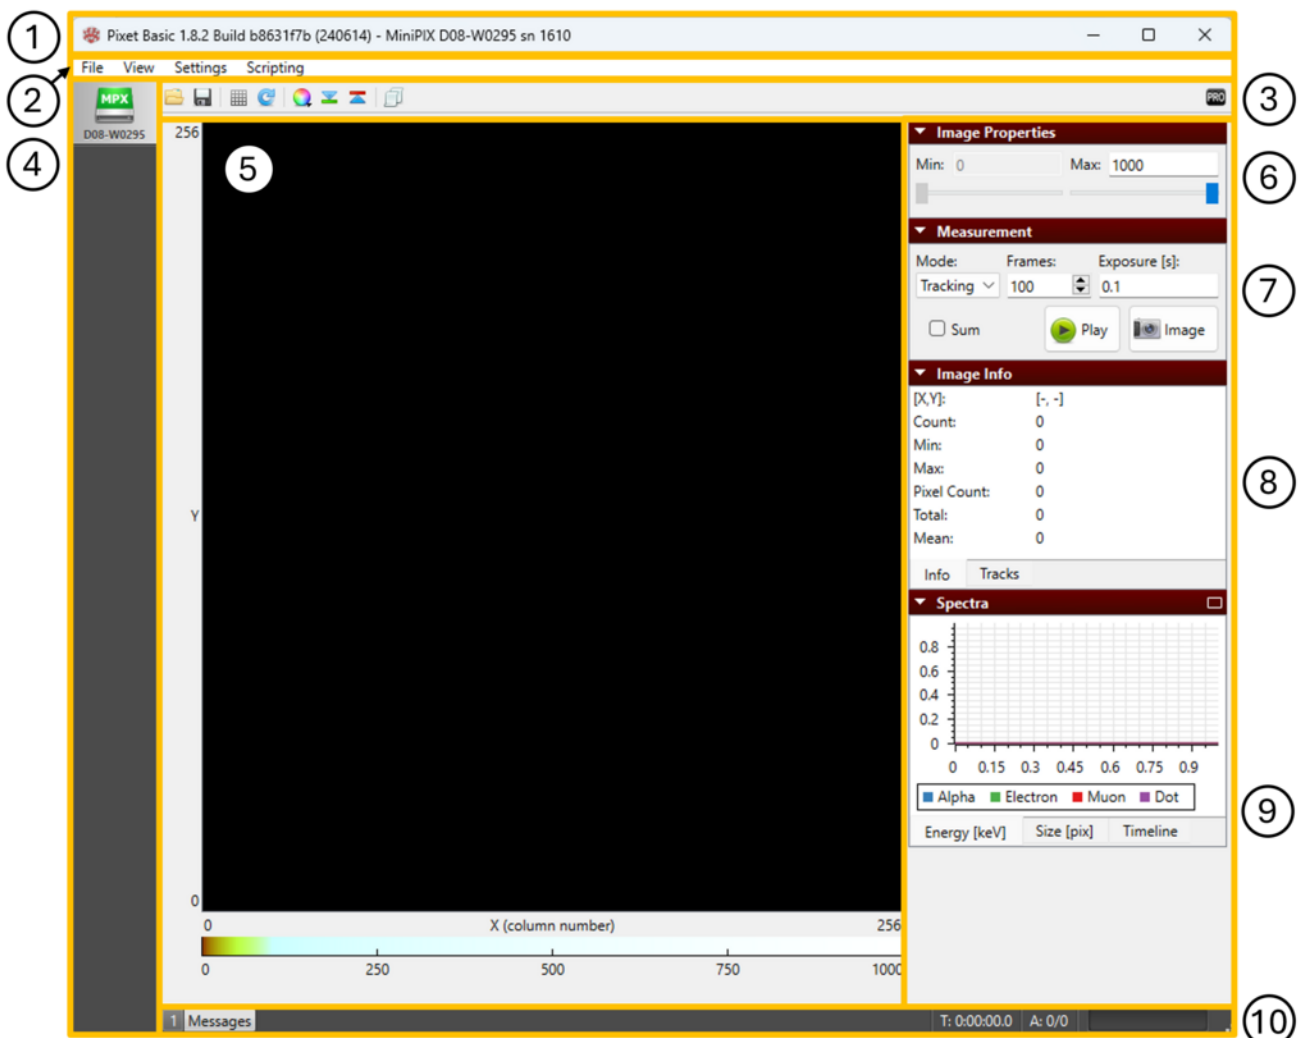 1
Pixet Basic 1.8.2 Build b8631f7b (240614) - MiniPIX D08-W0295 sn 1610
2
File View Settings Scripting
MPX
D08-W0295
PRO
3
4
256
5
Y
0
0 X (column number) 256
0 250 500 750 1000
Image Properties
Min: 0 Max: 1000
6
Measurement
Mode: Frames: Exposure [s]:
Tracking 100 0.1
Sum Play Image
7
Image Info
[X,Y]: [-, -]
Count: 0
Min: 0
Max: 0
Pixel Count: 0
Total: 0
Mean: 0
Info Tracks
8
Spectra
0.8
0.6
0.4
0.2
0
0 0.15 0.3 0.45 0.6 0.75 0.9
Alpha Electron Muon Dot
Energy [keV] Size [pix] Timeline
9
1 Messages T: 0:00:00.0 A: 0/0
10